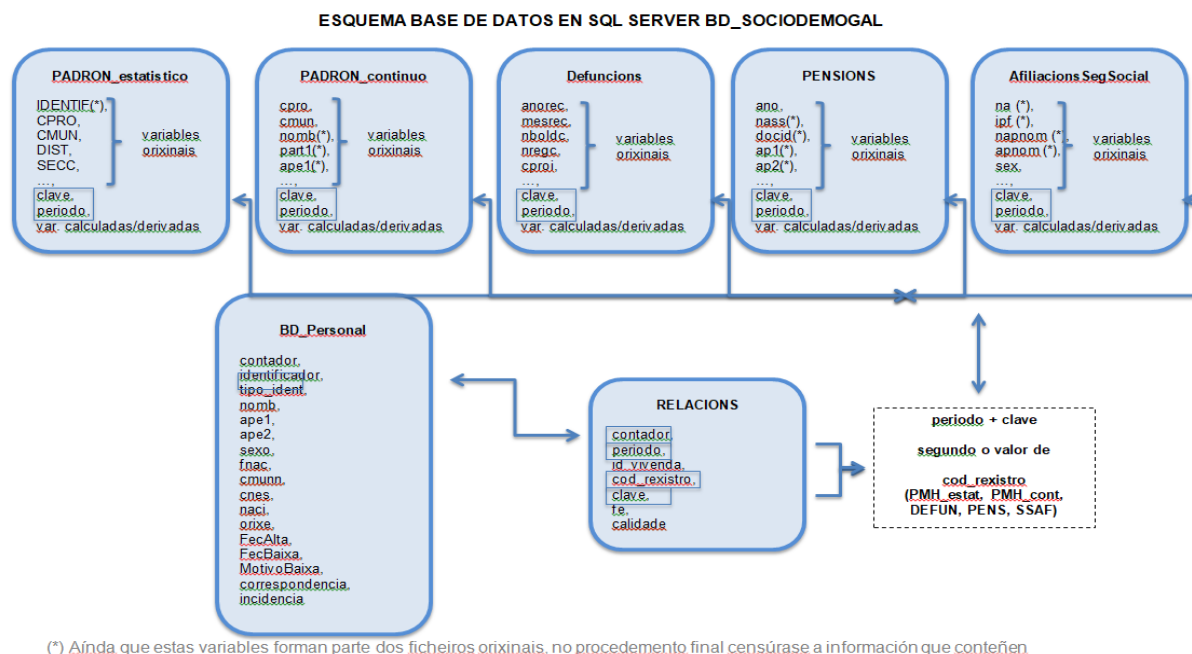 ESQUEMA BASE DE DATOS EN SQL SERVER BD_SOCIODEMOGAL
PADRON_estatistico
IDENTIF(*),
CPRO,
CMUN,
DIST,
SECC,
...,
variables
orixinais
clave,
periodo,
var. calculadas/derivadas
PADRON_continuo
cpro,
cmun,
nomb(*),
part1(*),
ape1(*),
...,
variables
orixinais
clave,
periodo,
var. calculadas/derivadas
Defuncions
anorec,
mesrec,
nboldc,
nregc,
cproi,
...,
variables
orixinais
clave,
periodo,
var. calculadas/derivadas
PENSIONS
ano,
nass(*),
docid(*),
ap1(*),
ap2(*),
...,
variables
orixinais
clave,
periodo,
var. calculadas/derivadas
Afiliacions SegSocial
na (*),
ipf (*),
napnom (*),
apnom (*),
sex,
...,
variables
orixinais
clave,
periodo,
var. calculadas/derivadas
BD_Personal
contador,
identificador,
tipo_ident,
nomb,
ape1,
ape2,
sexo,
fnac,
cmunn,
cnes,
naci,
orixe,
FecAlta,
FecBaixa,
MotivoBaixa,
correspondencia,
incidencia
RELACIONS
contador,
periodo,
id_vivenda,
cod_rexistro,
clave,
fe,
calidade
periodo + clave
segundo o valor de
cod_rexistro
(PMH_estat, PMH_cont,
DEFUN, PENS, SSAF)
(*) Aínda que estas variables forman parte dos ficheiros orixinais, no procedemento final censúrase a información que conteñen